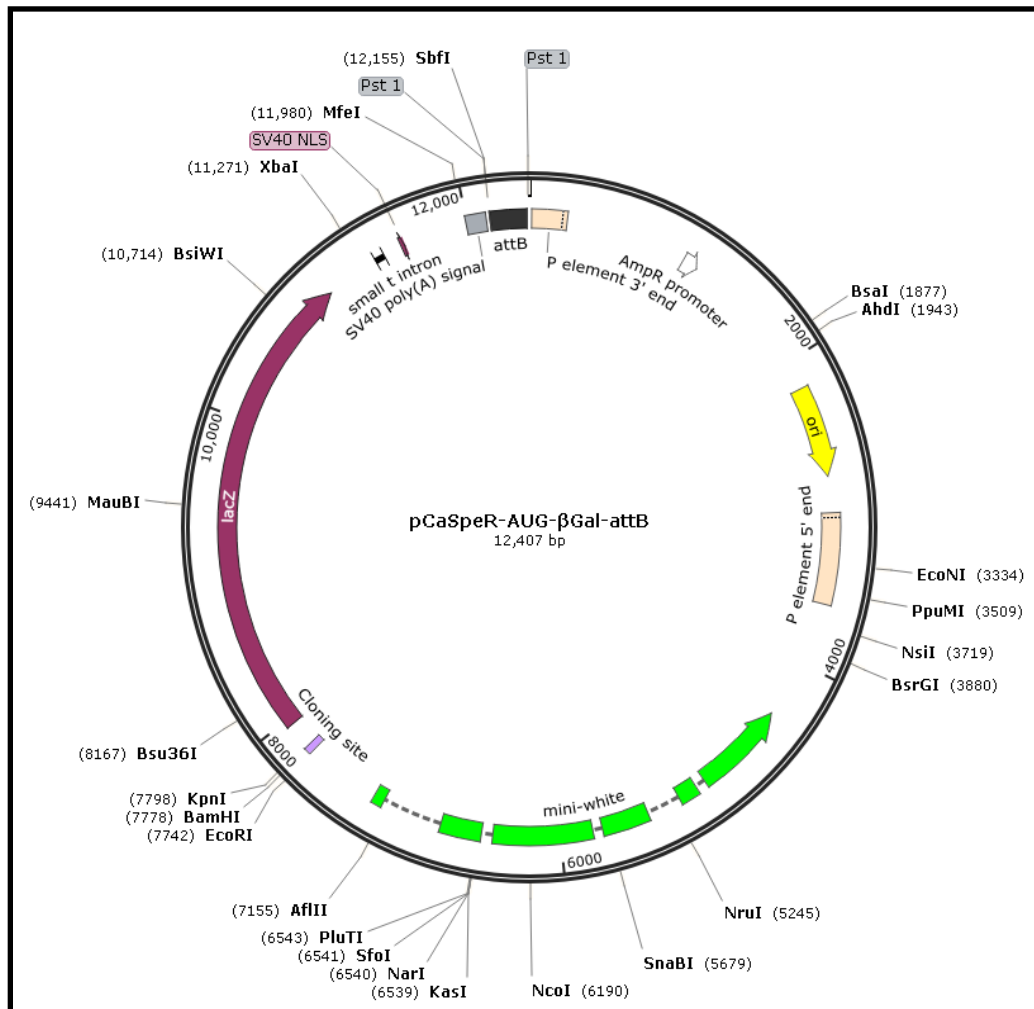 (12,155) SbfI
Pst 1
Pst 1
(11,980) MfeI
SV40 NLS
(11,271) XbaI
12,000
attB
(10,714) BsiWI
small t intron
SV40 poly(A) signal
P element 3' end
AmpR promoter
BsaI (1877)
AhdI (1943)
2000
10,000
ori
(9441) MauBI
lacZ
pCaSpeR-AUG-βGal-attB
12,407 bp
P element 5' end
EcoNI (3334)
PpuMI (3509)
NsiI (3719)
4000
BsrGI (3880)
Cloning site
8000
(8167) Bsu36I
(7798) KpnI
(7778) BamHI
(7742) EcoRI
mini-white
6000
(7155) AflII
(6543) PluTI
(6541) SfoI
(6540) NarI
(6539) KasI
NcoI (6190)
SnaBI (5679)
NruI (5245)